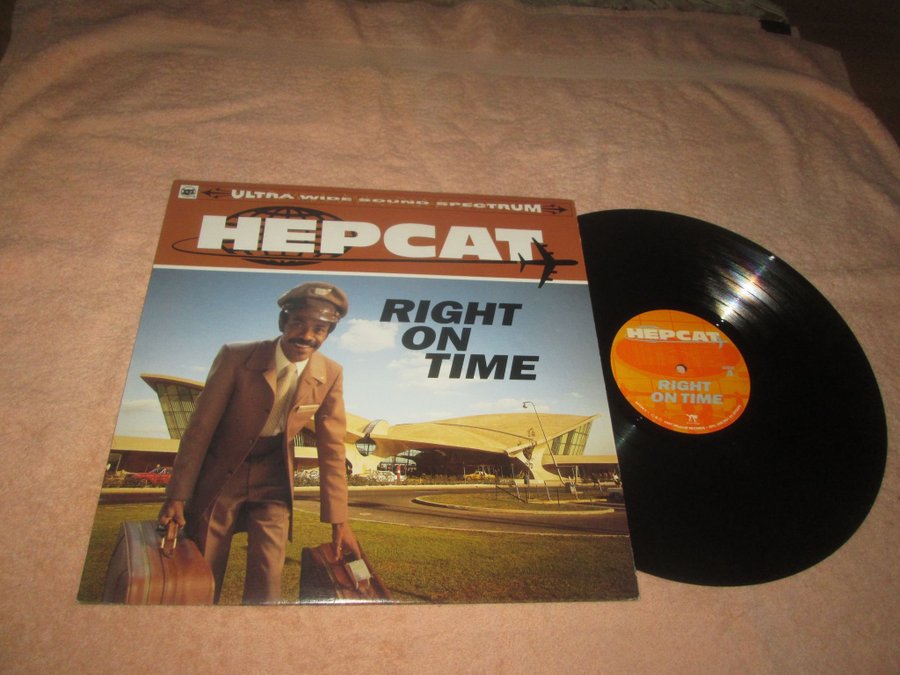 ULTRA WIDE SOUND SPECTRUM
HEPCAT
RIGHT
ON
TIME
HEPCAT
RIGHT
ON TIME